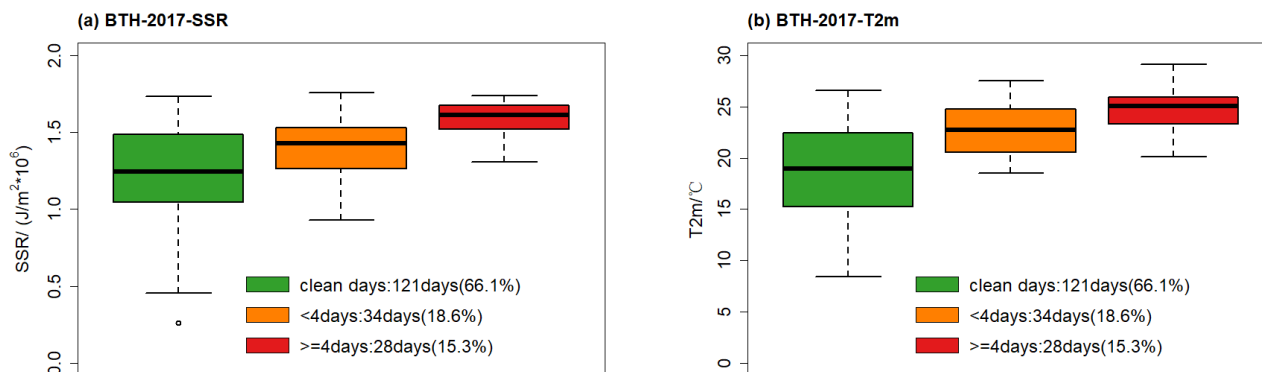 (a) BTH-2017-SSR
SSR/ (J/m²*10⁶)
2.0
1.5
1.0
0.5
0.0
clean days:121days(66.1%)
<4days:34days(18.6%)
>=4days:28days(15.3%)
(b) BTH-2017-T2m
T2m/℃
30
25
20
15
10
5
0
clean days:121days(66.1%)
<4days:34days(18.6%)
>=4days:28days(15.3%)